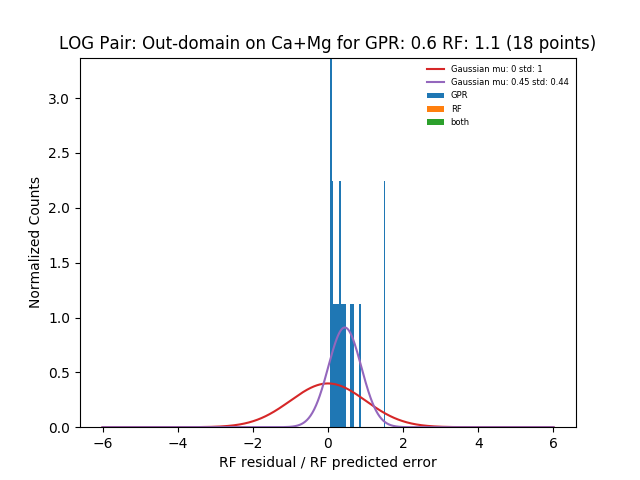 LOG Pair: Out-domain on Ca+Mg for GPR: 0.6 RF: 1.1 (18 points)
Gaussian mu: 0 std: 1
Gaussian mu: 0.45 std: 0.44
GPR
RF
both
Normalized Counts
3.0
2.5
2.0
1.5
1.0
0.5
0.0
−6 −4 −2 0 2 4 6
RF residual / RF predicted error